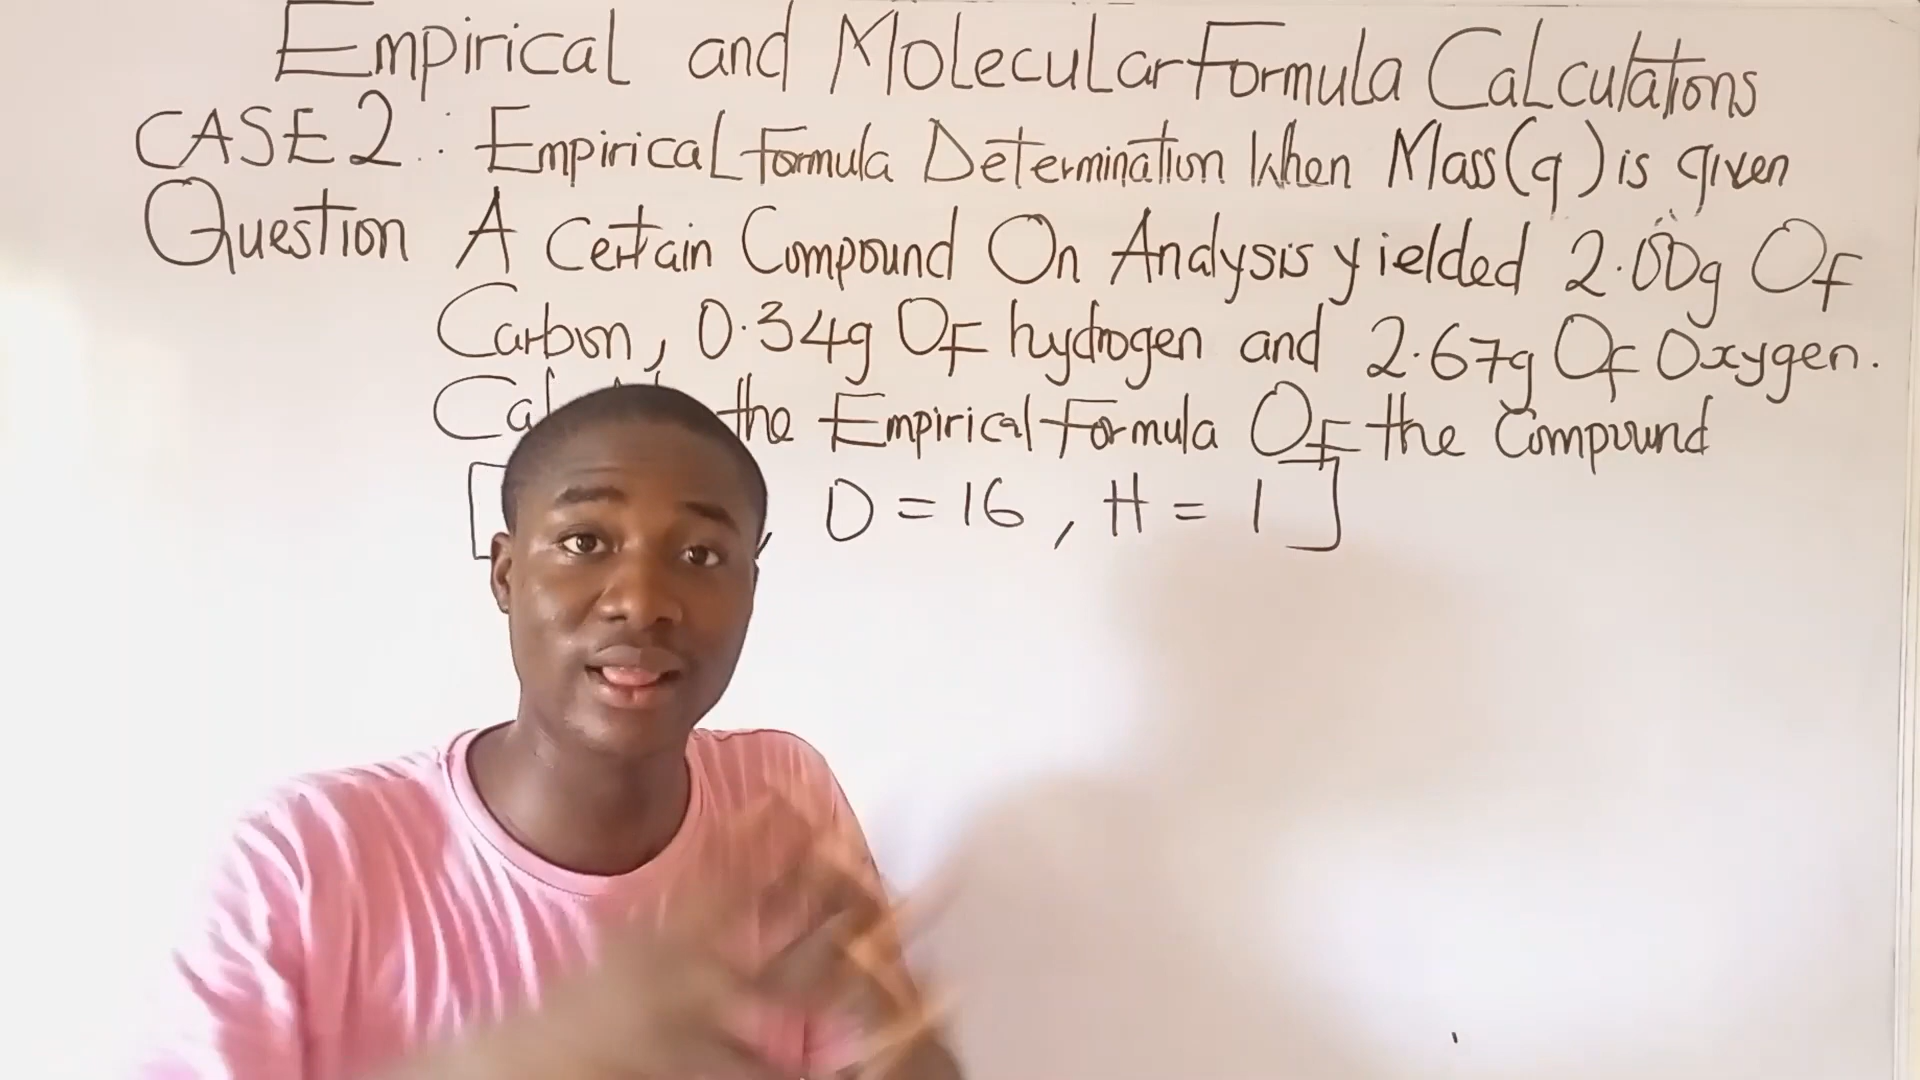 Empirical and Molecular Formula Calculations
CASE 2: Empirical Formula Determination When Mass(g) is given
Question A Certain Compound On Analysis yielded 2.00g Of
Carbon, 0.34g Of hydrogen and 2.67g Of Oxygen.
the Empirical Formula Of the Compound
[ , O = 16, H = 1 ]